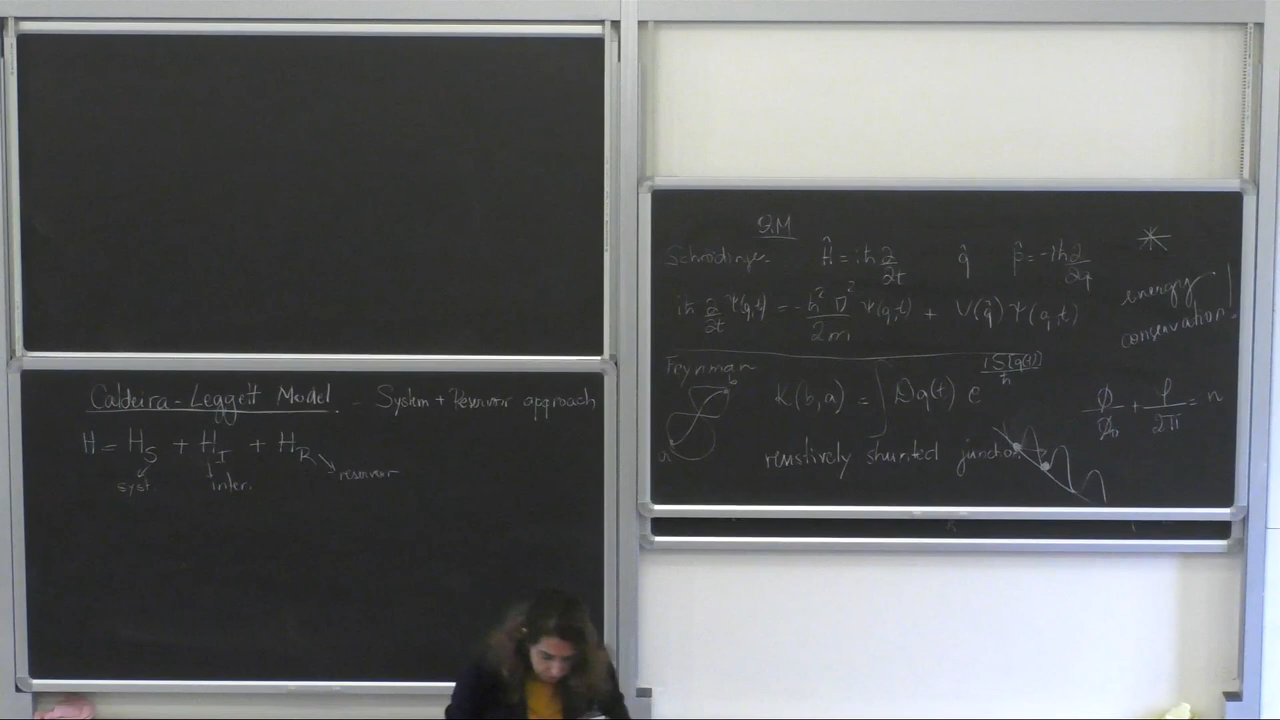 Caldeira-Leggett Model - System + Reservoir approach
H = H_S + H_I + H_R
syst. inter. reservoir
Q.M
Schrödinger Ĥ = iħ ∂/∂t q̂ p̂ = -iħ ∂/∂q
iħ ∂/∂t Ψ(q,t) = -ħ²∇²/2m Ψ(q,t) + V(q̂) Ψ(q,t)
energy
conservation!
Feynman
a b
K(b,a) = ∫ Dq(t) e^{iS[q(t)]/ħ}
ϕ/ϕ₀ + φ/2π = n
resistively shunted junction